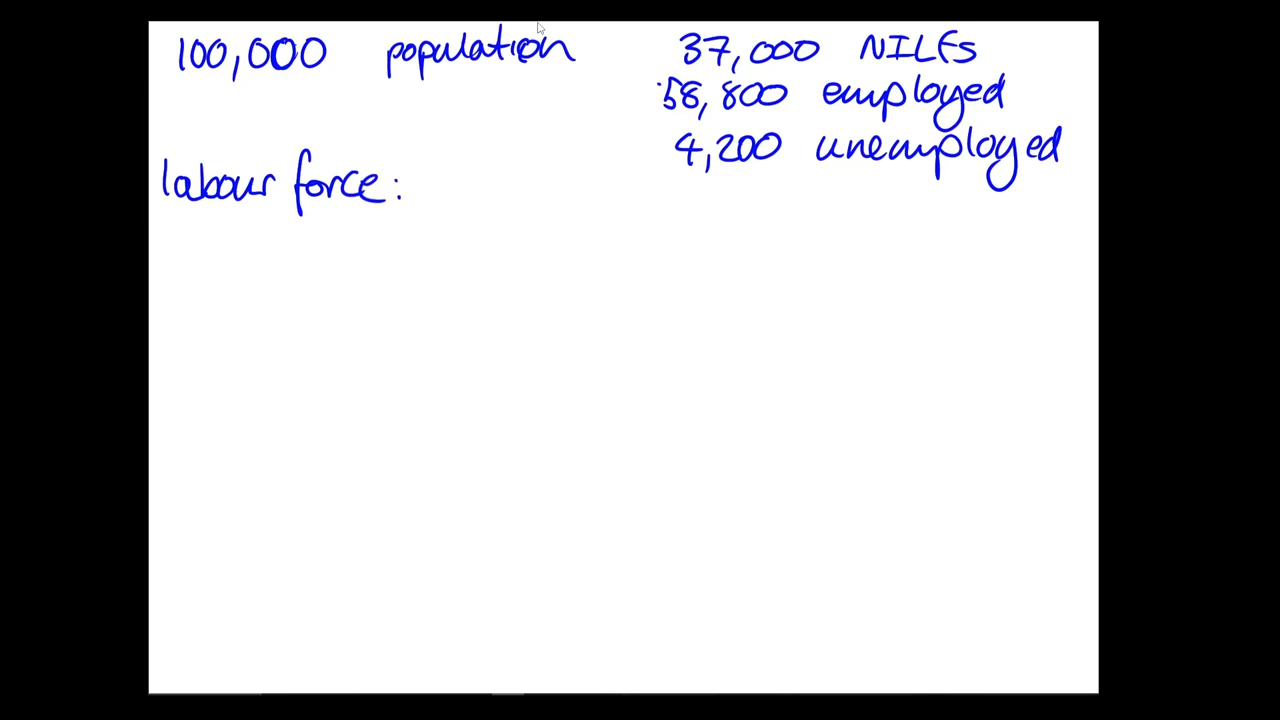 100,000 population 37,000 NILFs
58,800 employed
4,200 unemployed
labour force: